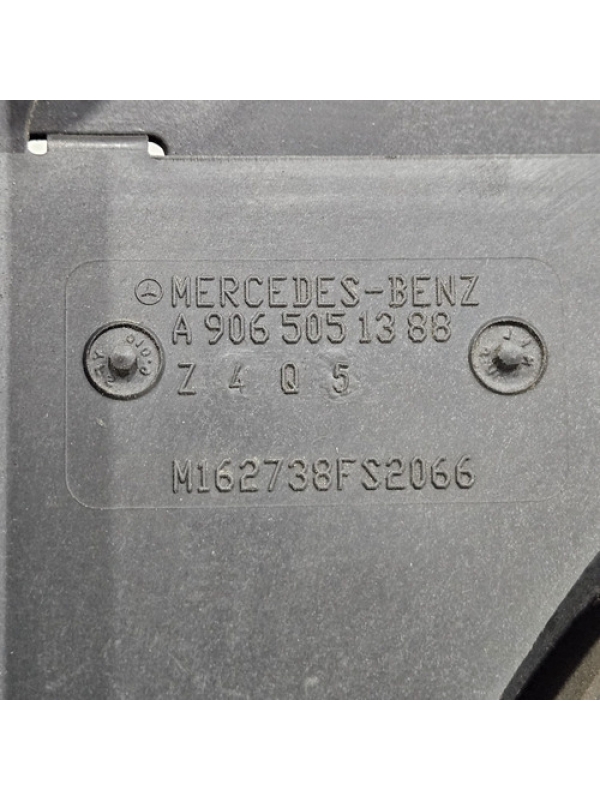 MERCEDES-BENZ
A 906 505 13 88
Z 4 Q 5
M162738FS2066